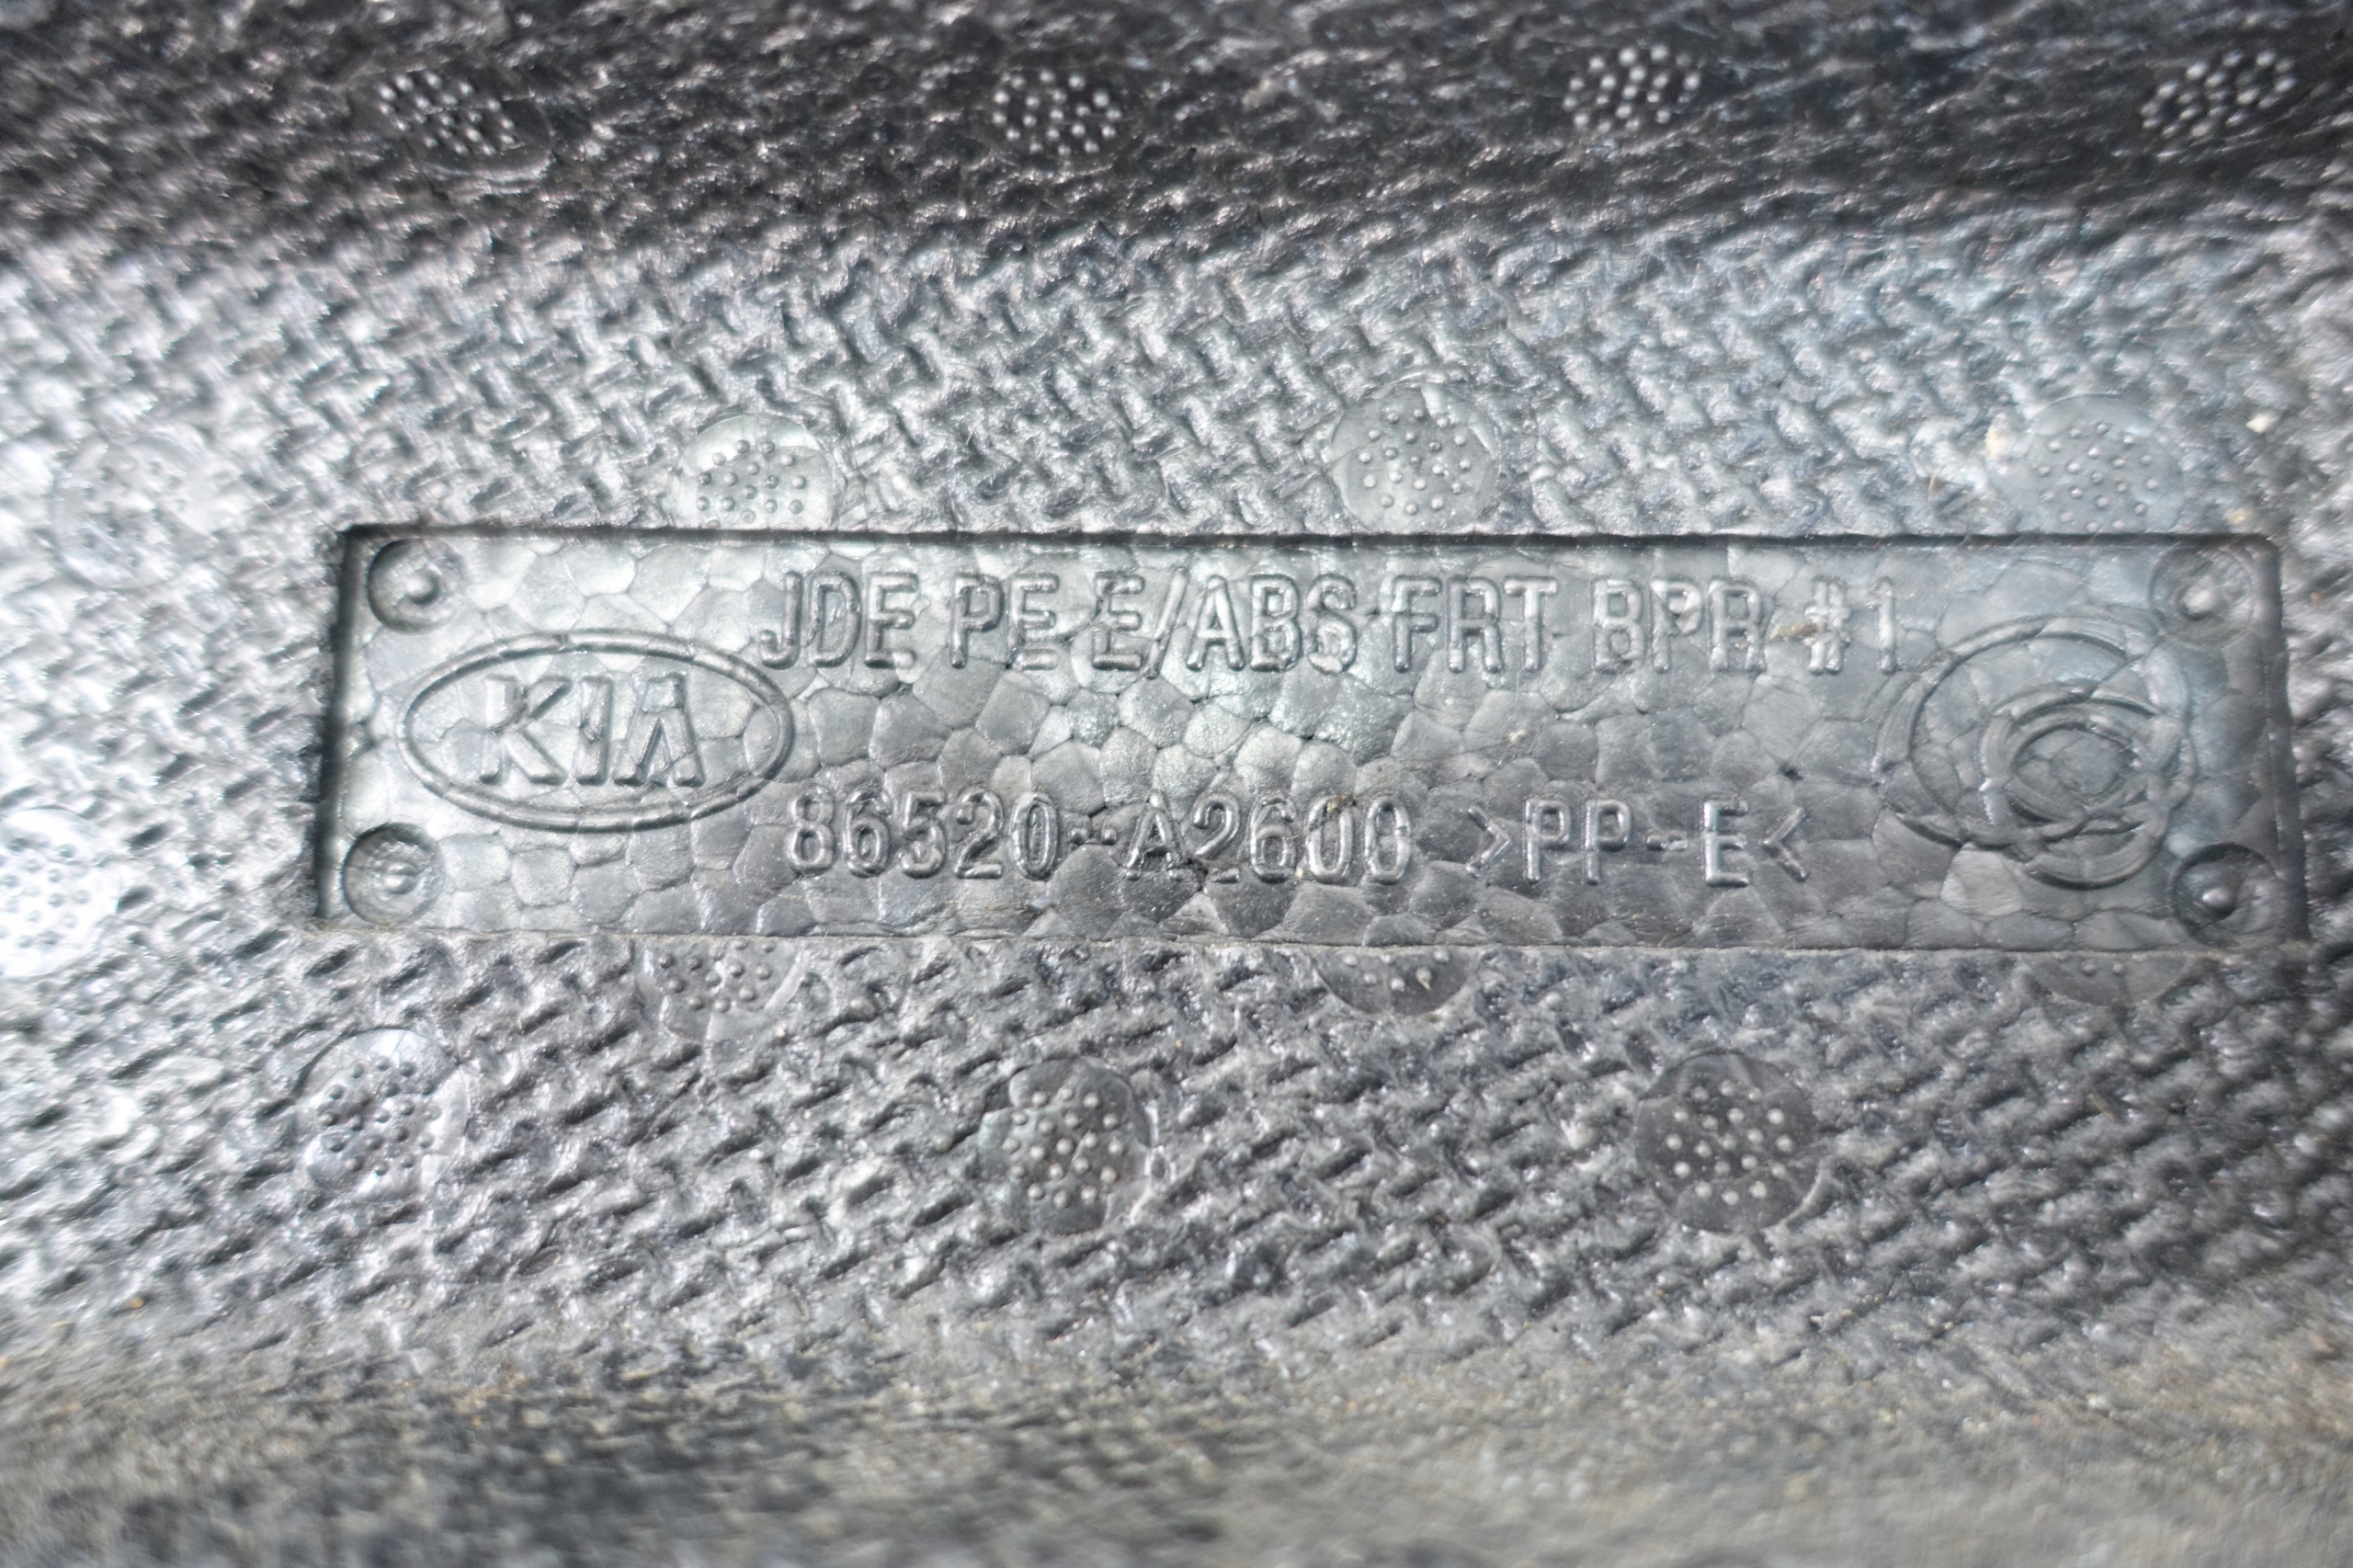 JDE PE E/ABS FRT BPR #1
KIA
86520-A2600 >PP-E<